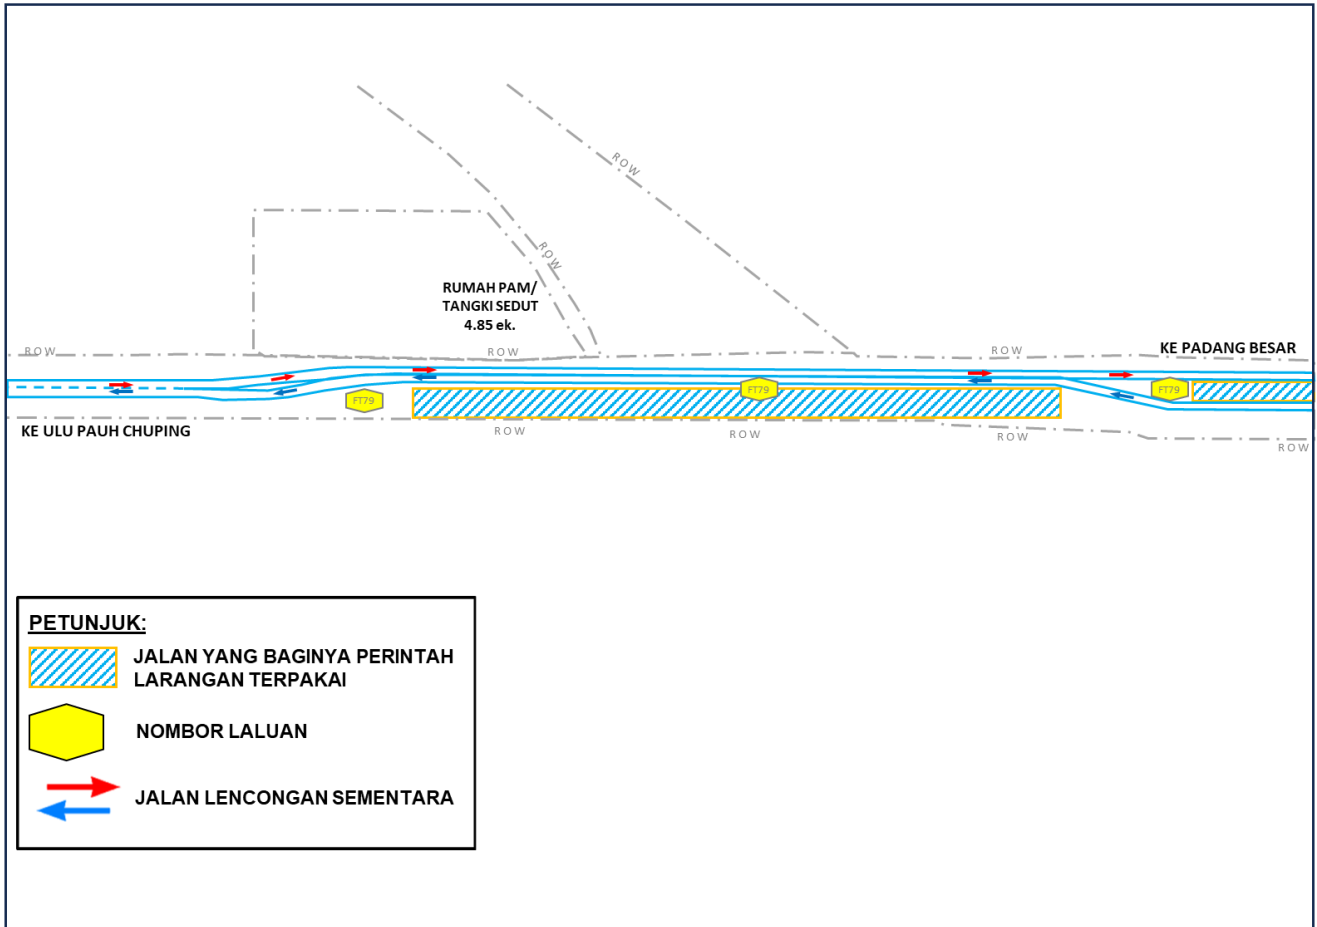 ROW
ROW
RUMAH PAM/
TANGKI SEDUT
4.85 ek.
ROW
ROW
ROW
KE PADANG BESAR
FT79
FT79
FT79
KE ULU PAUH CHUPING
ROW
ROW
ROW
ROW
PETUNJUK:
JALAN YANG BAGINYA PERINTAH
LARANGAN TERPAKAI
NOMBOR LALUAN
JALAN LENCONGAN SEMENTARA